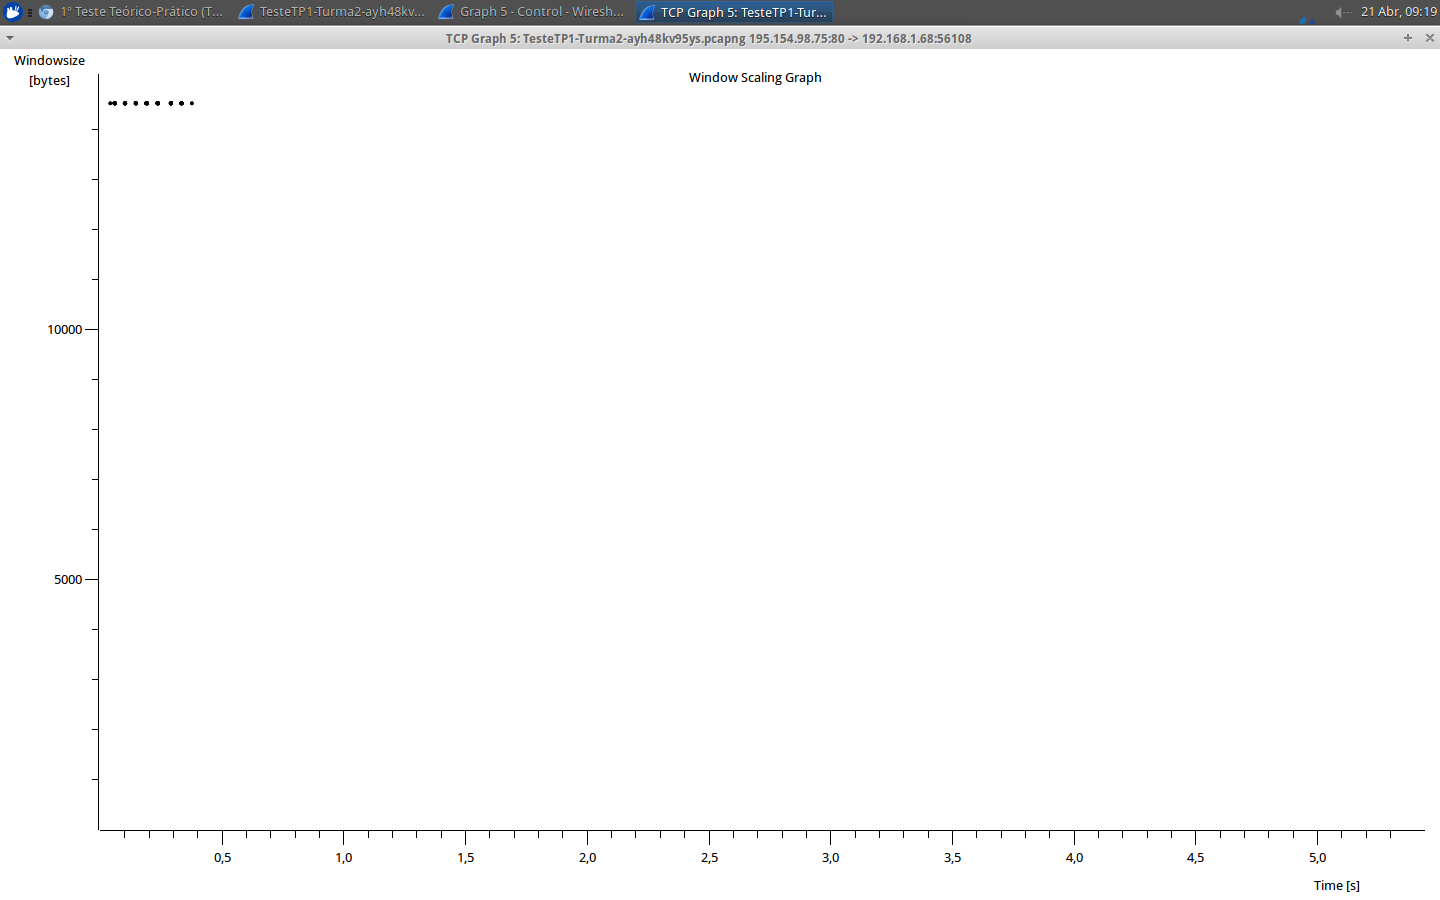 1º Teste Teórico-Prático (T...
TesteTP1-Turma2-ayh48kv...
Graph 5 - Control - Wiresh...
TCP Graph 5: TesteTP1-Tur...
21 Abr, 09:19
TCP Graph 5: TesteTP1-Turma2-ayh48kv95ys.pcapng 195.154.98.75:80 -> 192.168.1.68:56108
Windowsize
[bytes]
Window Scaling Graph
10000
5000
0,5
1,0
1,5
2,0
2,5
3,0
3,5
4,0
4,5
5,0
Time [s]